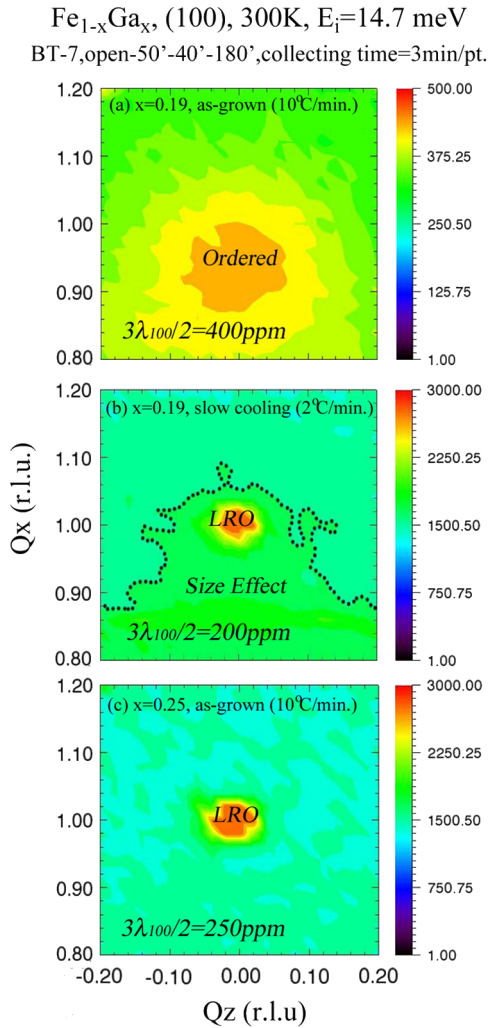 Fe1-xGax, (100), 300K, Ei=14.7 meV
BT-7,open-50'-40'-180',collecting time=3min/pt.
(a) x=0.19, as-grown (10°C/min.)
Ordered
3λ100/2=400ppm
1.20
1.10
1.00
0.90
0.80
500.00
375.25
250.50
125.75
1.00
(b) x=0.19, slow cooling (2°C/min.)
LRO
Size Effect
3λ100/2=200ppm
1.20
1.10
1.00
0.90
0.80
3000.00
2250.25
1500.50
750.75
1.00
Qx (r.l.u.)
(c) x=0.25, as-grown (10°C/min.)
LRO
3λ100/2=250ppm
1.20
1.10
1.00
0.90
0.80
3000.00
2250.25
1500.50
750.75
1.00
-0.20 -0.10 0.00 0.10 0.20
Qz (r.l.u)